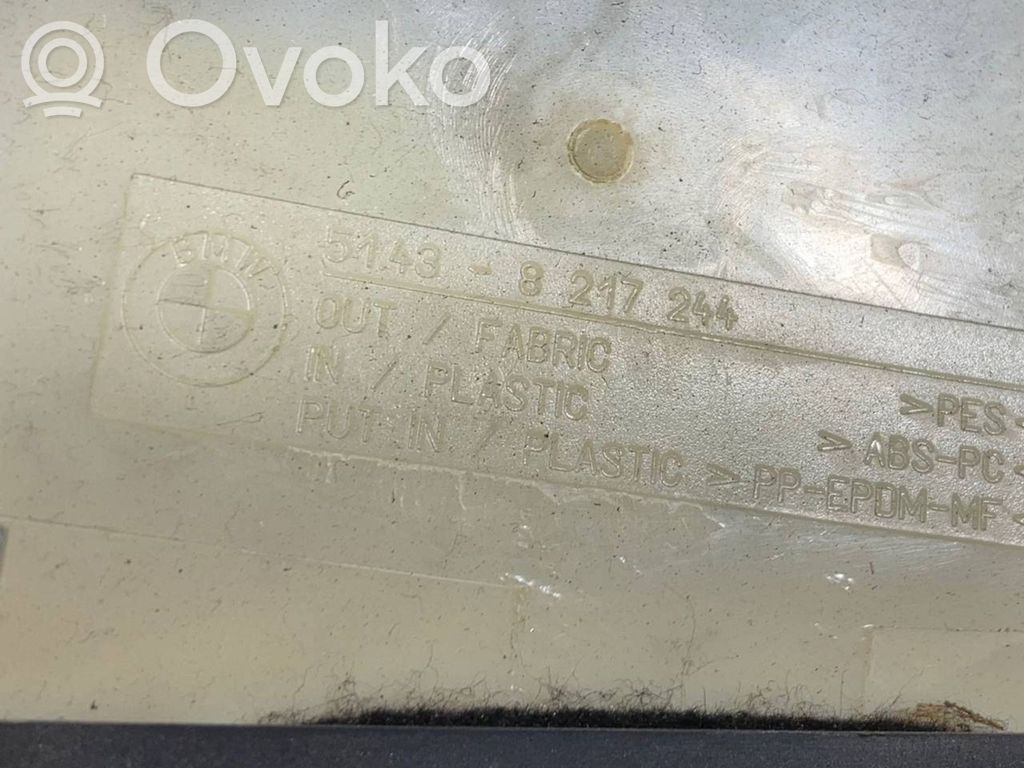 Ovoko
BMW
5143 - 8 217 244
OUT / FABRIC >PES<
IN / PLASTIC >ABS-PC<
PUT IN / PLASTIC >PP-EPDM-MF<